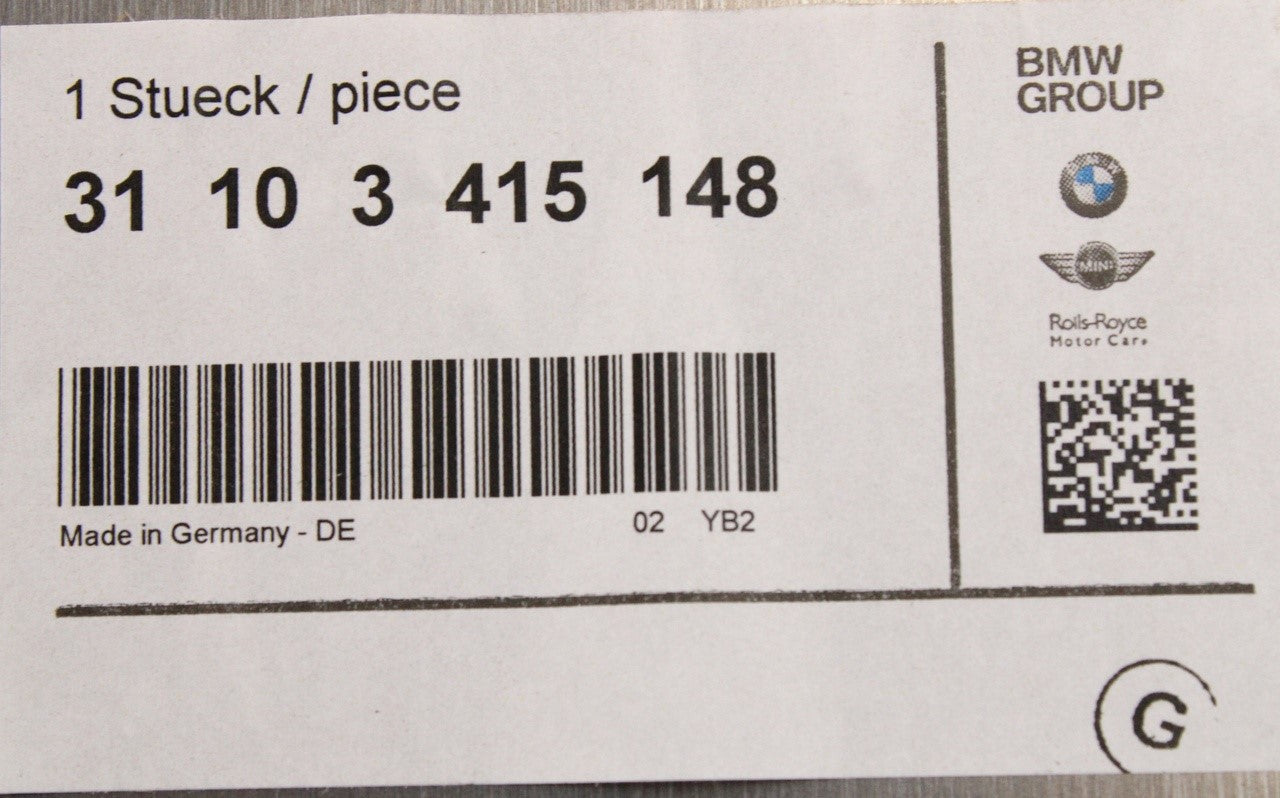 1 Stueck / piece
31 10 3 415 148
Made in Germany - DE
02 YB2
BMW
GROUP
MINI
Rolls-Royce
Motor Cars
G